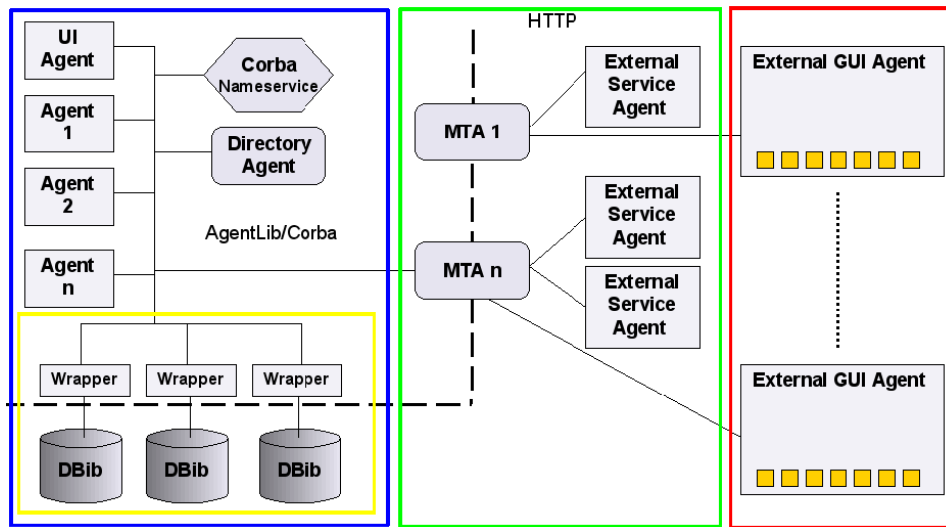 HTTP
UI
Agent
Corba
Nameservice
External
Service
Agent
External GUI Agent
Agent
1
MTA 1
Directory
Agent
Agent
2
External
Service
Agent
AgentLib/Corba
Agent
n
MTA n
External
Service
Agent
Wrapper
Wrapper
Wrapper
External GUI Agent
DBib
DBib
DBib